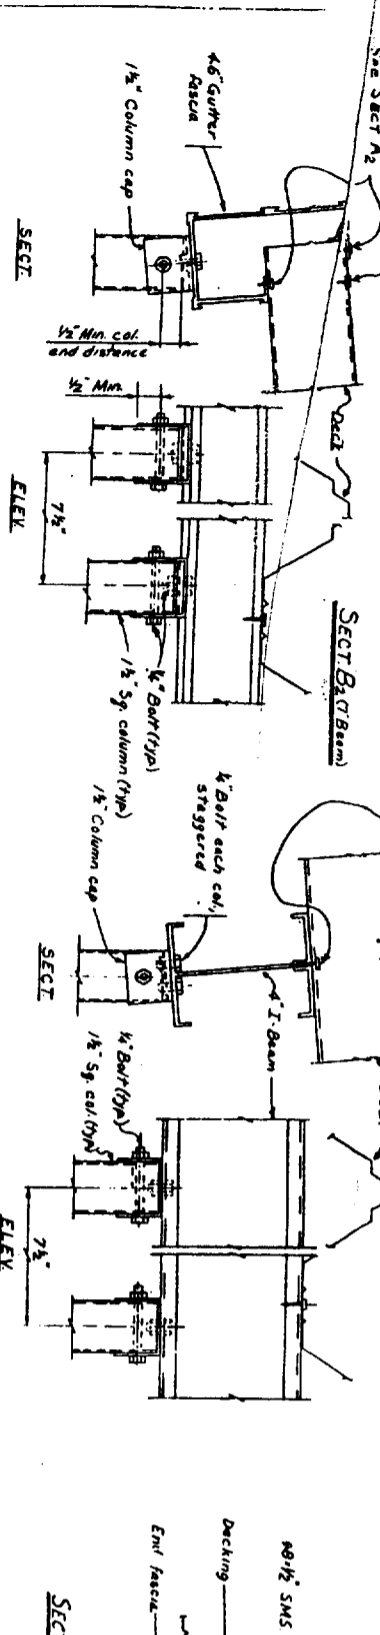 SEE SECT A2
4.6" Gutter
fascia
1½" Column cap
SECT.
½" Min. col.
end distance
½" Min.
Deck
7½"
ELEV.
SECT. B2 (T Beam)
¼" Bolt (typ)
1½" Sq. column (typ)
¼" Bolt each col.,
staggered
1½" Column cap
SECT.
4" I-Beam
¼" Bolt (typ)
1½" Sq. col. (typ)
7½"
ELEV.
#8×½" SMS
Decking
End fascia
SEC